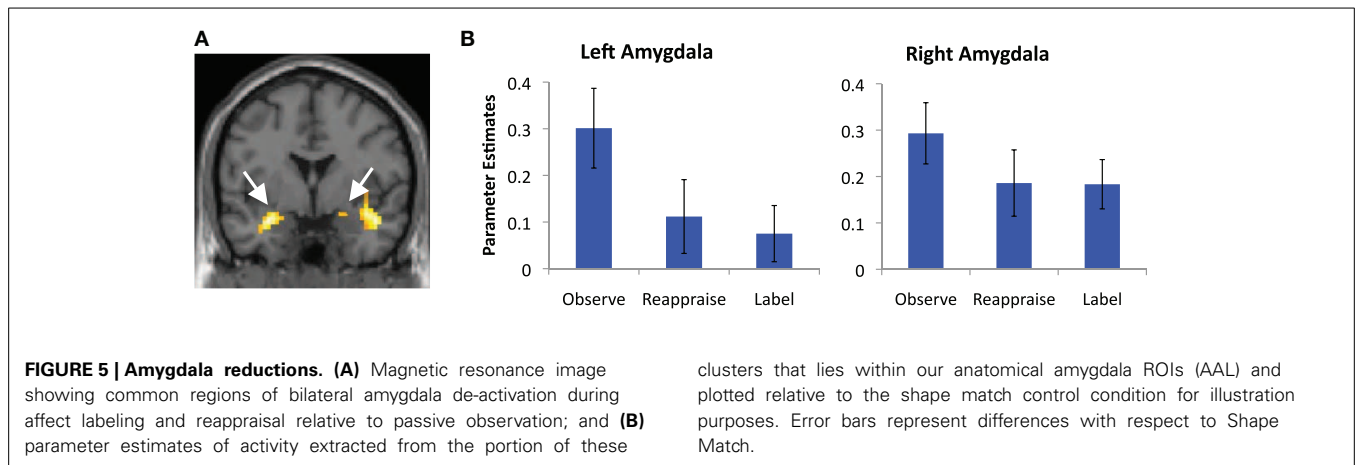 A
B
Left Amygdala
Parameter Estimates
0.4
0.3
0.2
0.1
0
Observe Reappraise Label
Right Amygdala
0.4
0.3
0.2
0.1
0
Observe Reappraise Label
FIGURE 5 | Amygdala reductions. (A) Magnetic resonance image
showing common regions of bilateral amygdala de-activation during
affect labeling and reappraisal relative to passive observation; and (B)
parameter estimates of activity extracted from the portion of these
clusters that lies within our anatomical amygdala ROIs (AAL) and
plotted relative to the shape match control condition for illustration
purposes. Error bars represent differences with respect to Shape
Match.